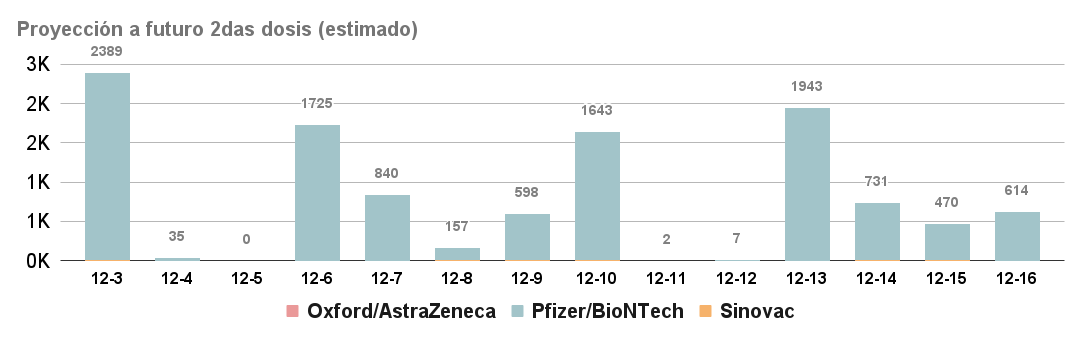 Proyección a futuro 2das dosis (estimado)
3K
2K
2K
1K
1K
0K
2389
35
0
1725
840
157
598
1643
2
7
1943
731
470
614
12-3 12-4 12-5 12-6 12-7 12-8 12-9 12-10 12-11 12-12 12-13 12-14 12-15 12-16
Oxford/AstraZeneca Pfizer/BioNTech Sinovac